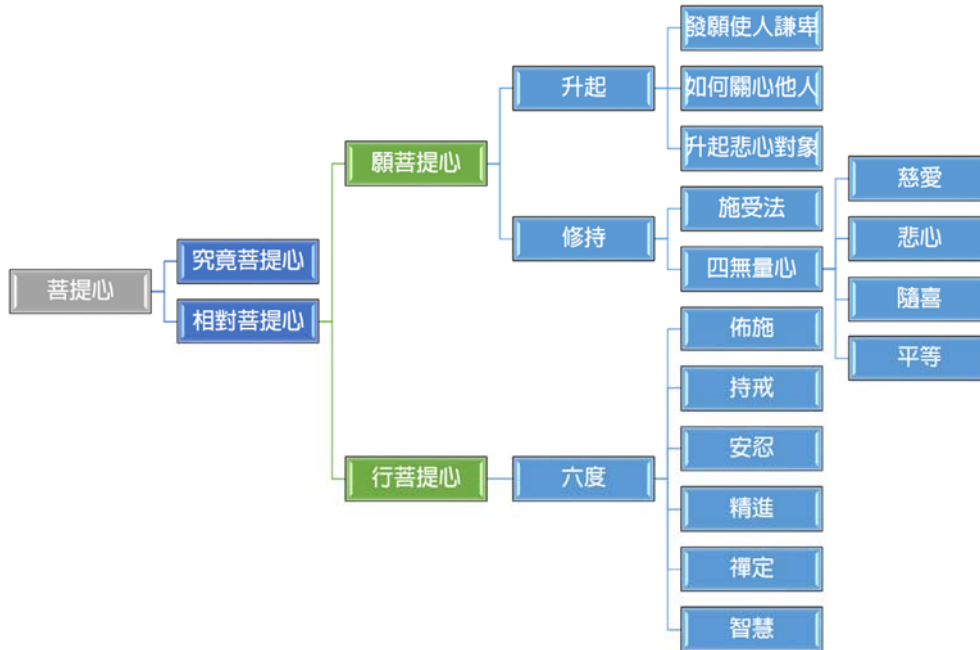 菩提心
究竟菩提心
相對菩提心
願菩提心
升起
發願使人謙卑
如何關心他人
升起悲心對象
修持
施受法
四無量心
慈愛
悲心
隨喜
平等
行菩提心
六度
佈施
持戒
安忍
精進
禪定
智慧